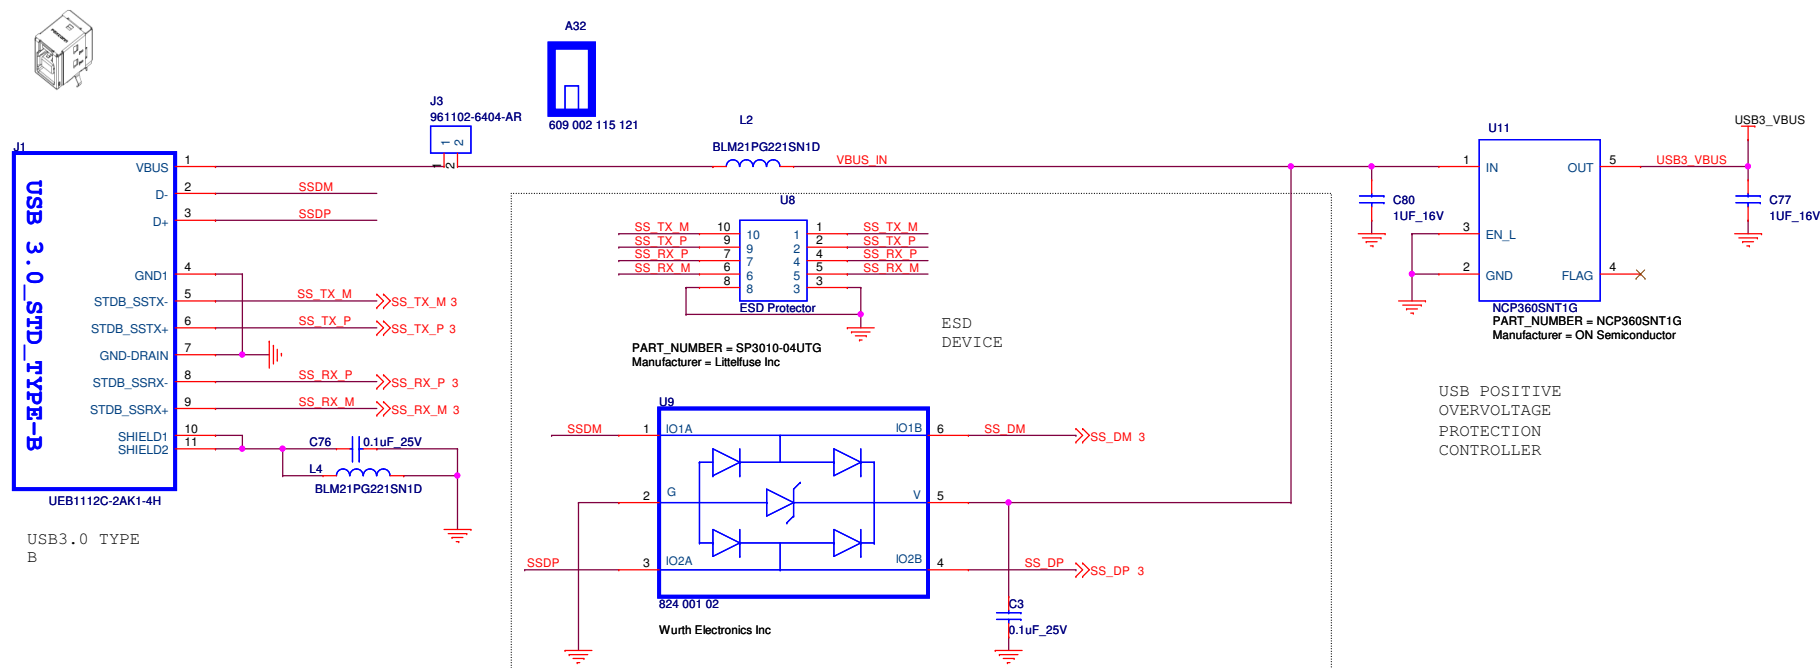 A32
609 002 115 121
J3
961102-6404-AR
1 2
1 2
L2
BLM21PG221SN1D
VBUS_IN
J1
USB 3.0_STD_TYPE-B
VBUS 1
D- 2 SSDM
D+ 3 SSDP
GND1 4
STDB_SSTX- 5 SS_TX_M SS_TX_M 3
STDB_SSTX+ 6 SS_TX_P SS_TX_P 3
GND-DRAIN 7
STDB_SSRX- 8 SS_RX_P SS_RX_P 3
STDB_SSRX+ 9 SS_RX_M SS_RX_M 3
SHIELD1 10
SHIELD2 11
C76 0.1uF_25V
L4
BLM21PG221SN1D
UEB1112C-2AK1-4H
USB3.0 TYPE
B
U8
SS_TX_M 10 10 1 1 SS_TX_M
SS_TX_P 9 9 2 2 SS_TX_P
SS_RX_P 7 7 4 4 SS_RX_P
SS_RX_M 6 6 5 5 SS_RX_M
8 8 3 3
ESD Protector
PART_NUMBER = SP3010-04UTG
Manufacturer = Littelfuse Inc
ESD
DEVICE
U9
SSDM 1 IO1A IO1B 6 SS_DM SS_DM 3
2 G V 5
SSDP 3 IO2A IO2B 4 SS_DP SS_DP 3
824 001 02
Wurth Electronics Inc
C3
0.1uF_25V
C80
1UF_16V
U11
1 IN OUT 5 USB3_VBUS
3 EN_L
2 GND FLAG 4
NCP360SNT1G
PART_NUMBER = NCP360SNT1G
Manufacturer = ON Semiconductor
USB3_VBUS
C77
1UF_16V
USB POSITIVE
OVERVOLTAGE
PROTECTION
CONTROLLER